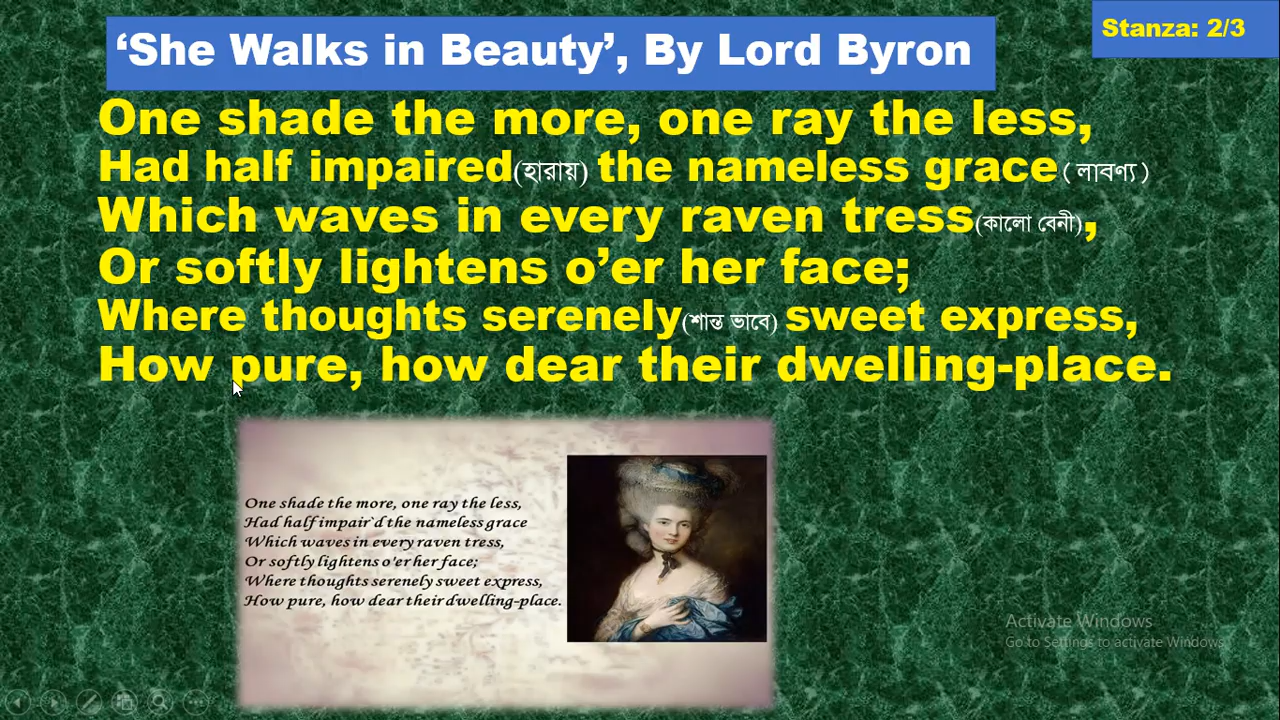 ‘She Walks in Beauty’, By Lord Byron
Stanza: 2/3
One shade the more, one ray the less,
Had half impaired(হারায়) the nameless grace( লাবণ্য )
Which waves in every raven tress(কালো বেনী),
Or softly lightens o’er her face;
Where thoughts serenely(শান্ত ভাবে) sweet express,
How pure, how dear their dwelling-place.
One shade the more, one ray the less,
Had half impair`d the nameless grace
Which waves in every raven tress,
Or softly lightens o'er her face;
Where thoughts serenely sweet express,
How pure, how dear their dwelling-place.
Activate Windows
Go to Settings to activate Windows.